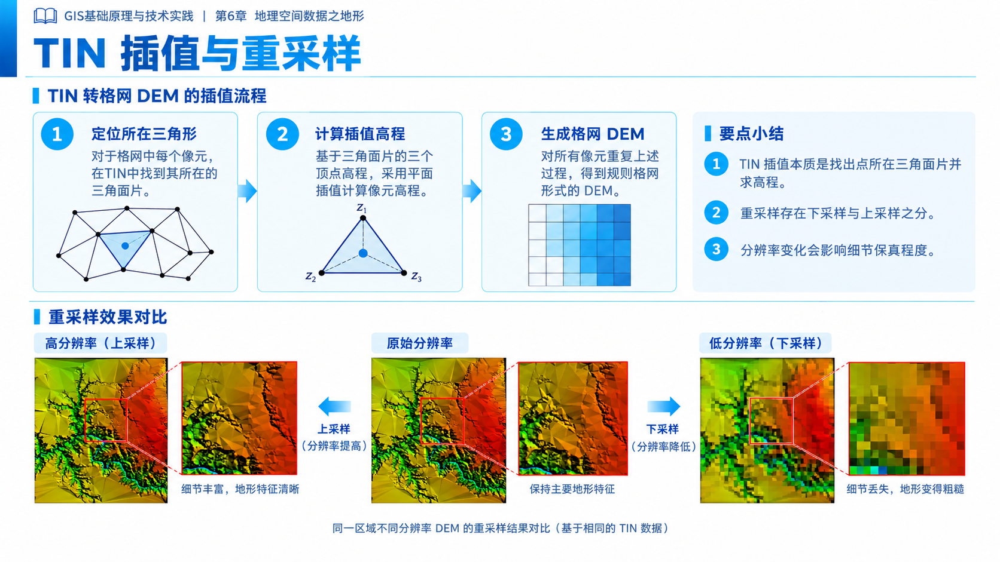 GIS基础原理与技术实践 | 第6章 地理空间数据之地形
TIN 插值与重采样
TIN 转格网 DEM 的插值流程
1
定位所在三角形
对于格网中每个像元，
在TIN中找到其所在的
三角面片。
2
计算插值高程
基于三角面片的三个
顶点高程，采用平面
插值计算像元高程。
z1
z2
z3
3
生成格网 DEM
对所有像元重复上述
过程，得到规则格网
形式的 DEM。
要点小结
1
TIN 插值本质是找出点所在三角面片并
求高程。
2
重采样存在下采样与上采样之分。
3
分辨率变化会影响细节保真程度。
重采样效果对比
高分辨率（上采样）
细节丰富，地形特征清晰
上采样
（分辨率提高）
原始分辨率
保持主要地形特征
下采样
（分辨率降低）
低分辨率（下采样）
细节丢失，地形变得粗糙
同一区域不同分辨率 DEM 的重采样结果对比（基于相同的 TIN 数据）